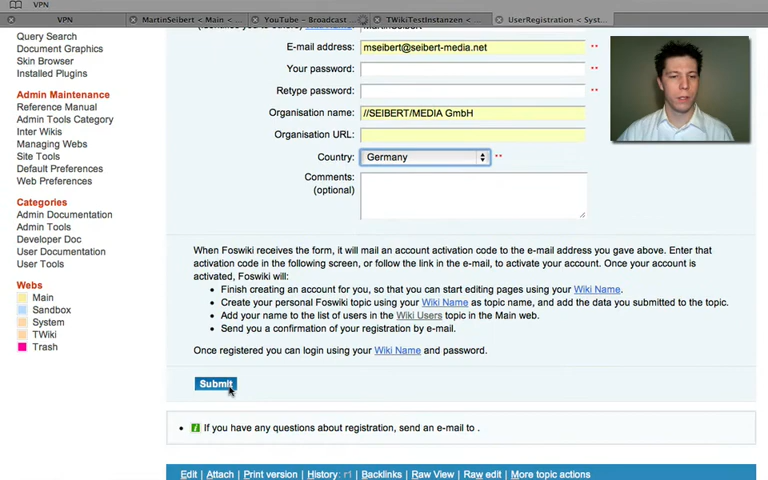 VPN
VPN
MartinSeibert < Main < ...
YouTube - Broadcast ...
TWikiTestInstanzen < ...
UserRegistration < Syst...
Query Search
Document Graphics
Skin Browser
Installed Plugins
Admin Maintenance
Reference Manual
Admin Tools Category
Inter Wikis
Managing Webs
Site Tools
Default Preferences
Web Preferences
Categories
Admin Documentation
Admin Tools
Developer Doc
User Documentation
User Tools
Webs
Main
Sandbox
System
TWiki
Trash
E-mail address: mseibert@seibert-media.net **
Your password: **
Retype password: **
Organisation name: //SEIBERT/MEDIA GmbH
Organisation URL:
Country: Germany **
Comments:
(optional)
When Foswiki receives the form, it will mail an account activation code to the e-mail address you gave above. Enter that
activation code in the following screen, or follow the link in the e-mail, to activate your account. Once your account is
activated, Foswiki will:
• Finish creating an account for you, so that you can start editing pages using your Wiki Name.
• Create your personal Foswiki topic using your Wiki Name as topic name, and add the data you submitted to the topic.
• Add your name to the list of users in the Wiki Users topic in the Main web.
• Send you a confirmation of your registration by e-mail.
Once registered you can login using your Wiki Name and password.
Submit
• If you have any questions about registration, send an e-mail to .
Edit | Attach | Print version | History: r1 | Backlinks | Raw View | Raw edit | More topic actions